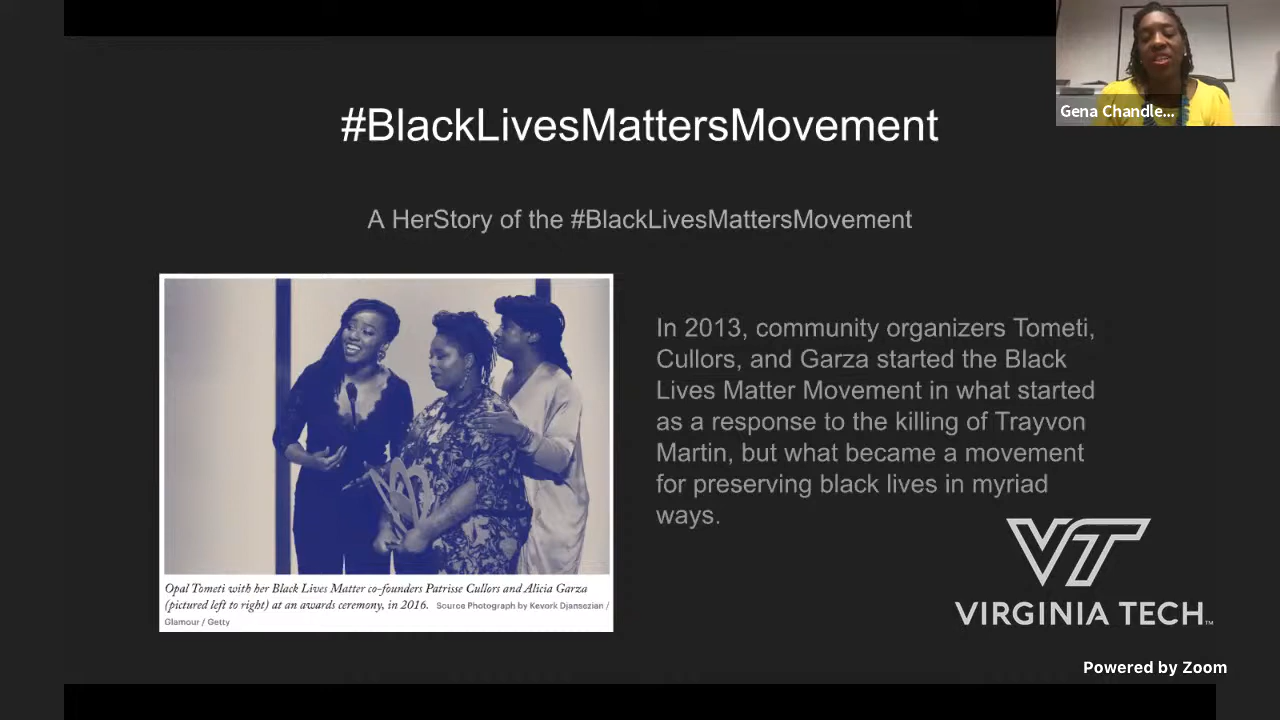 #BlackLivesMattersMovement
Gena Chandle...
A HerStory of the #BlackLivesMattersMovement
In 2013, community organizers Tometi,
Cullors, and Garza started the Black
Lives Matter Movement in what started
as a response to the killing of Trayvon
Martin, but what became a movement
for preserving black lives in myriad
ways.
Opal Tometi with her Black Lives Matter co-founders Patrisse Cullors and Alicia Garza
(pictured left to right) at an awards ceremony, in 2016. Source Photograph by Kevork Djansezian /
Glamour / Getty
VT
VIRGINIA TECH™
Powered by Zoom